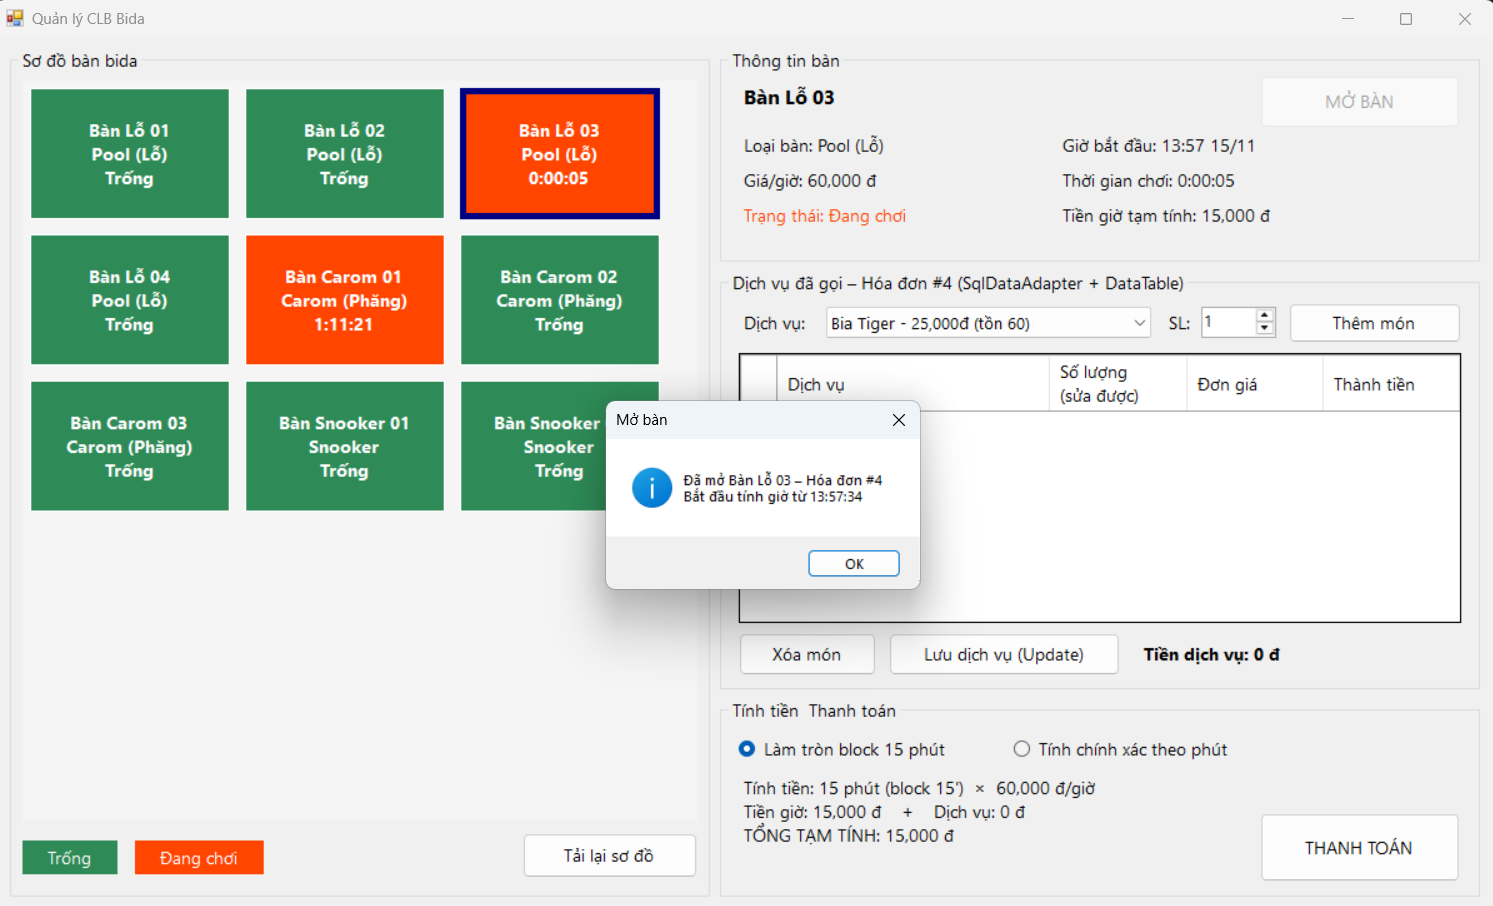 Quản lý CLB Bida
Sơ đồ bàn bida
Bàn Lỗ 01
Pool (Lỗ)
Trống
Bàn Lỗ 02
Pool (Lỗ)
Trống
Bàn Lỗ 03
Pool (Lỗ)
0:00:05
Bàn Lỗ 04
Pool (Lỗ)
Trống
Bàn Carom 01
Carom (Phăng)
1:11:21
Bàn Carom 02
Carom (Phăng)
Trống
Bàn Carom 03
Carom (Phăng)
Trống
Bàn Snooker 01
Snooker
Trống
Bàn Snooker
Snooker
Trống
Trống
Đang chơi
Tải lại sơ đồ
Thông tin bàn
Bàn Lỗ 03
MỞ BÀN
Loại bàn: Pool (Lỗ)
Giờ bắt đầu: 13:57 15/11
Giá/giờ: 60,000 đ
Thời gian chơi: 0:00:05
Trạng thái: Đang chơi
Tiền giờ tạm tính: 15,000 đ
Dịch vụ đã gọi – Hóa đơn #4 (SqlDataAdapter + DataTable)
Dịch vụ:
Bia Tiger - 25,000đ (tồn 60)
SL:
1
Thêm món
Dịch vụ
Số lượng
(sửa được)
Đơn giá
Thành tiền
Mở bàn
Đã mở Bàn Lỗ 03 – Hóa đơn #4
Bắt đầu tính giờ từ 13:57:34
OK
Xóa món
Lưu dịch vụ (Update)
Tiền dịch vụ: 0 đ
Tính tiền  Thanh toán
Làm tròn block 15 phút
Tính chính xác theo phút
Tính tiền: 15 phút (block 15')  ×  60,000 đ/giờ
Tiền giờ: 15,000 đ    +    Dịch vụ: 0 đ
TỔNG TẠM TÍNH: 15,000 đ
THANH TOÁN